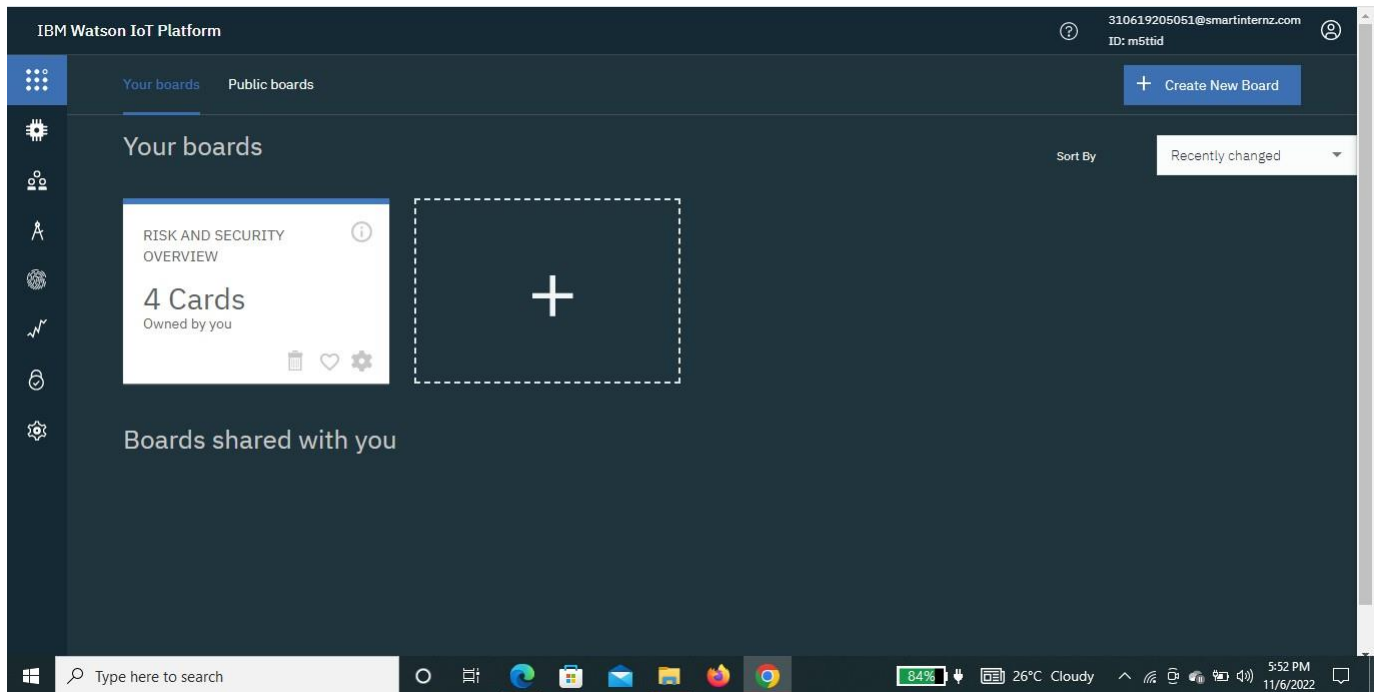 IBM Watson IoT Platform
310619205051@smartinternz.com
ID: m5ttid
Your boards
Public boards
Create New Board
Your boards
Sort By
Recently changed
RISK AND SECURITY
OVERVIEW
4 Cards
Owned by you
Boards shared with you
Type here to search
84%
26°C Cloudy
5:52 PM
11/6/2022